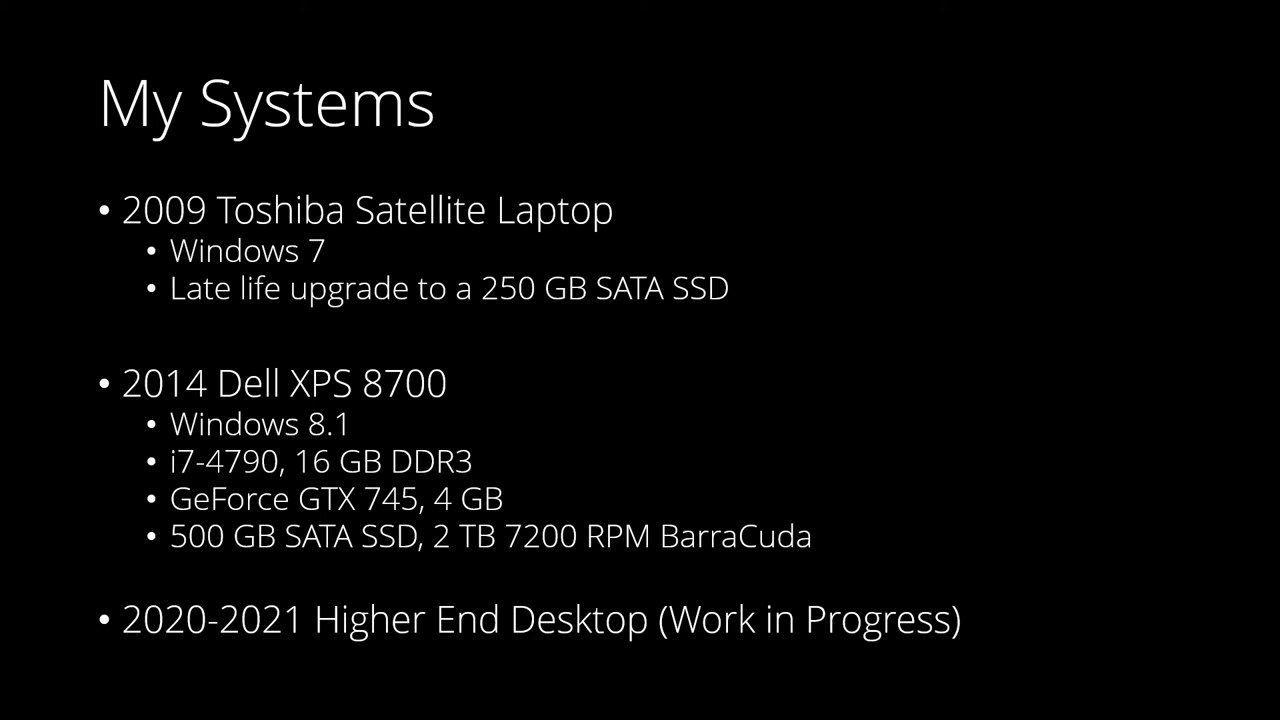 My Systems
• 2009 Toshiba Satellite Laptop
• Windows 7
• Late life upgrade to a 250 GB SATA SSD
• 2014 Dell XPS 8700
• Windows 8.1
• i7-4790, 16 GB DDR3
• GeForce GTX 745, 4 GB
• 500 GB SATA SSD, 2 TB 7200 RPM BarraCuda
• 2020-2021 Higher End Desktop (Work in Progress)